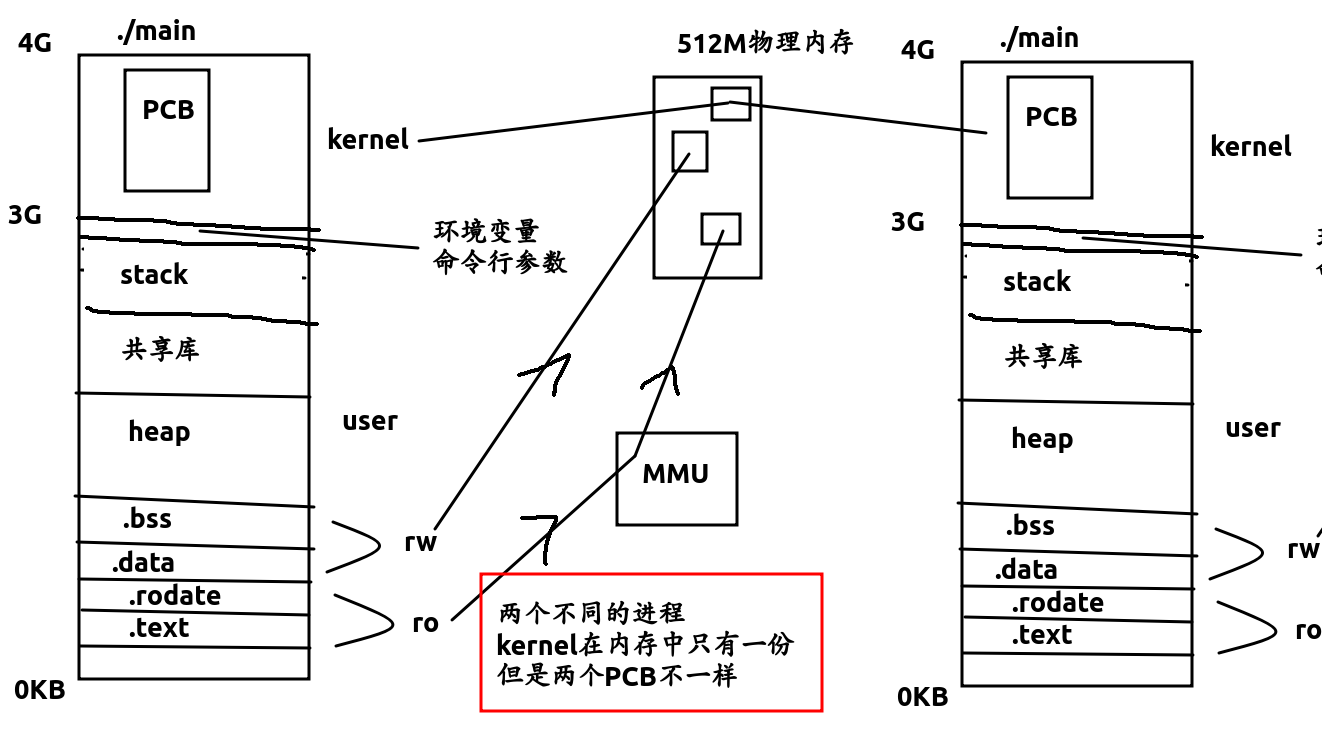 ./main
4G
PCB
kernel
3G
环境变量
命令行参数
stack
共享库
heap
user
.bss
rw
.data
.rodate
.text
ro
0KB
512M物理内存
MMU
两个不同的进程
kernel在内存中只有一份
但是两个PCB不一样
./main
4G
PCB
kernel
3G
stack
共享库
heap
user
.bss
rw
.data
.rodate
.text
ro
0KB